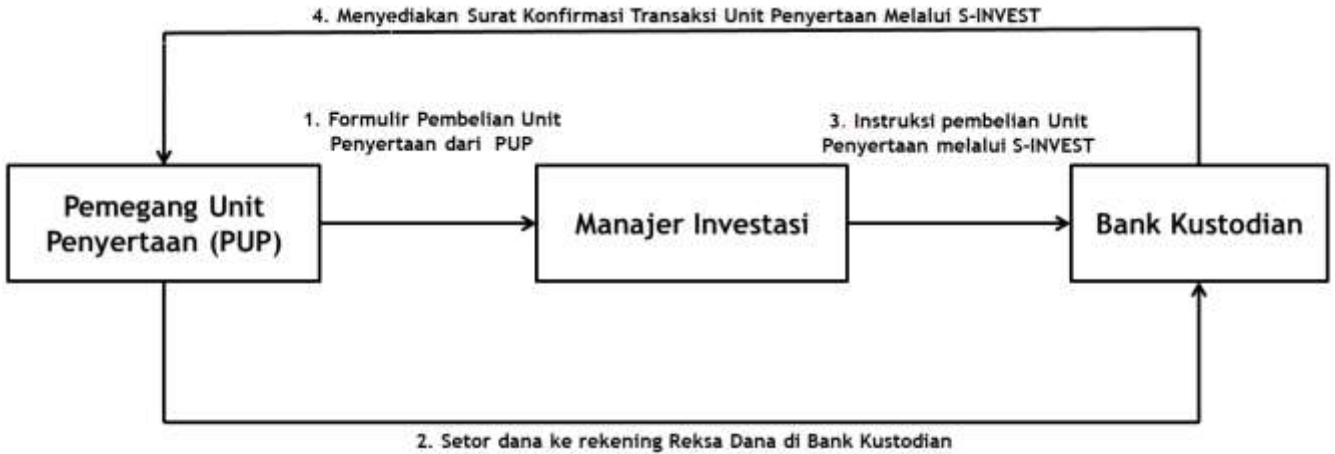 4. Menyediakan Surat Konfirmasi Transaksi Unit Penyertaan Melalui S-INVEST
1. Formulir Pembelian Unit
Penyertaan dari PUP
3. Instruksi pembelian Unit
Penyertaan melalui S-INVEST
Pemegang Unit
Penyertaan (PUP)
Manajer Investasi
Bank Kustodian
2. Setor dana ke rekening Reksa Dana di Bank Kustodian